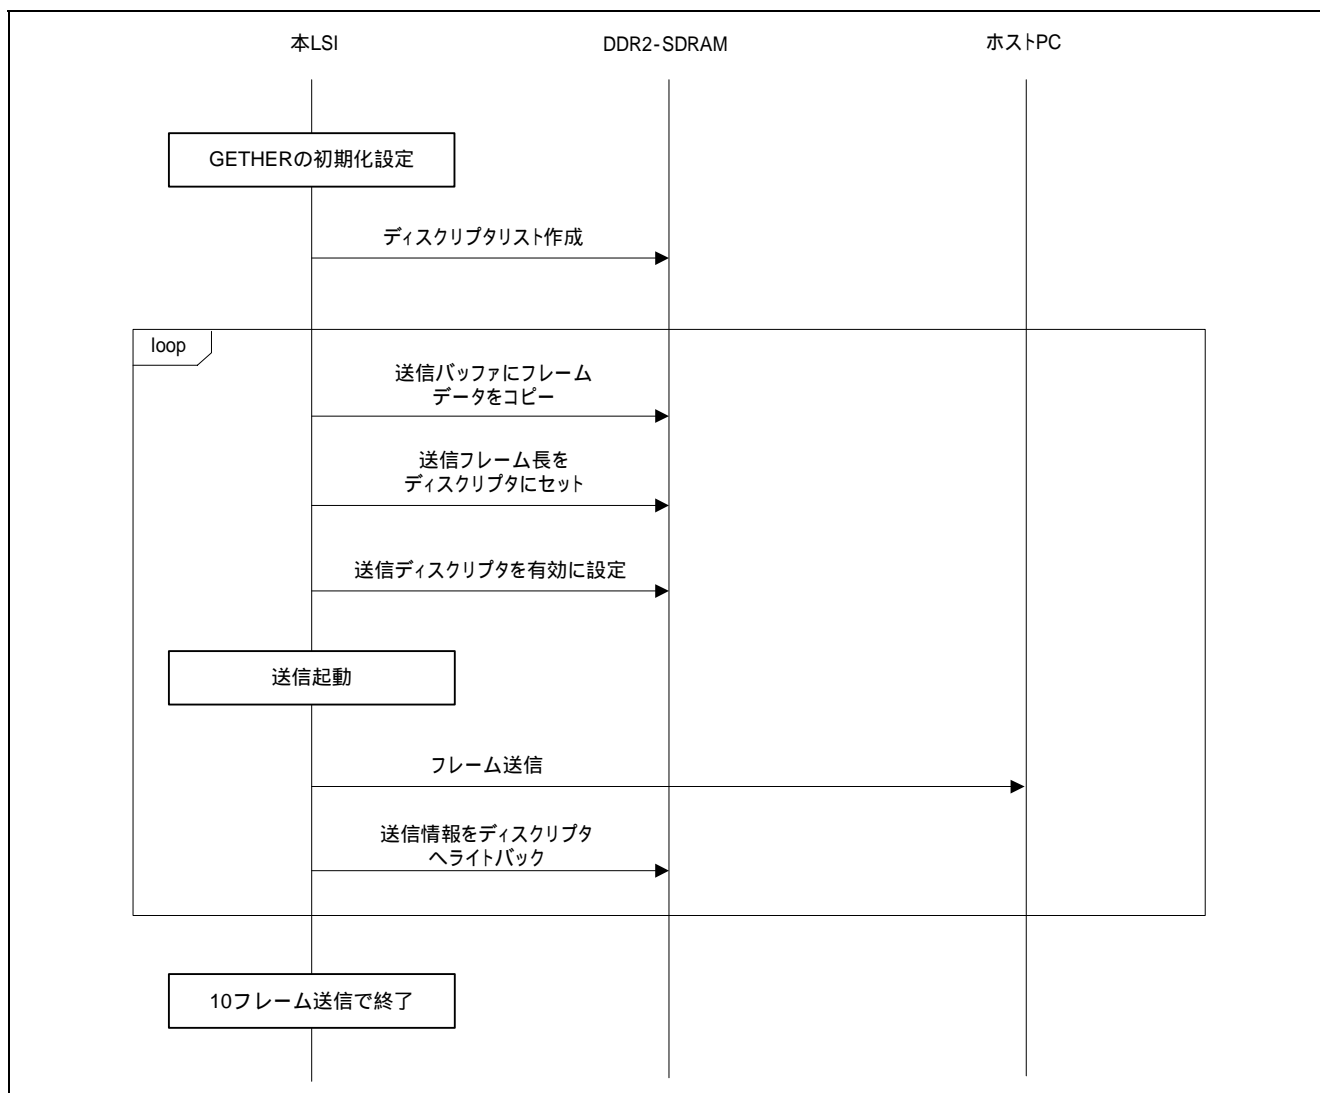 本LSI
DDR2-SDRAM
ホストPC
GETHERの初期化設定
ディスクリプタリスト作成
loop
送信バッファにフレーム
データをコピー
送信フレーム長を
ディスクリプタにセット
送信ディスクリプタを有効に設定
送信起動
フレーム送信
送信情報をディスクリプタ
へライトバック
10フレーム送信で終了